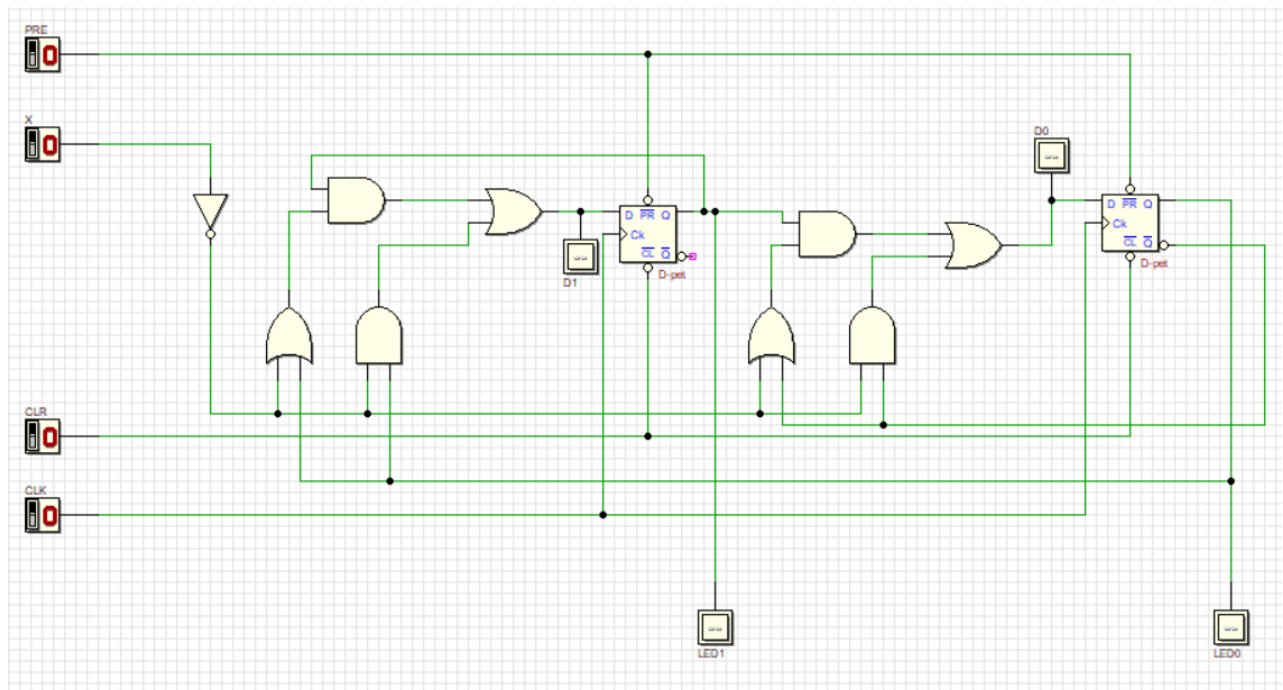 PRE
0
X
0
D0
D PR Q
Ck
CL Q
D-pet
D1
D PR Q
Ck
CL Q
D-pet
CLR
0
CLK
0
LED1
LED0